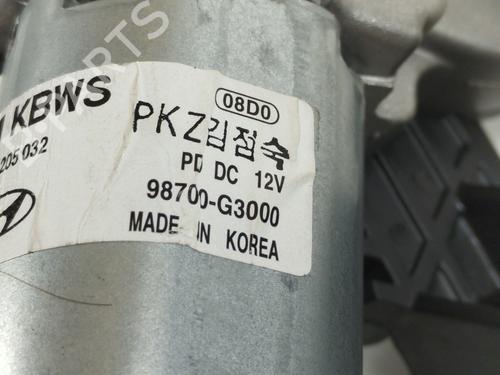 08D0
KBWS
PKZ김점숙
205 032
PD DC 12V
98700-G3000
MADE IN KOREA